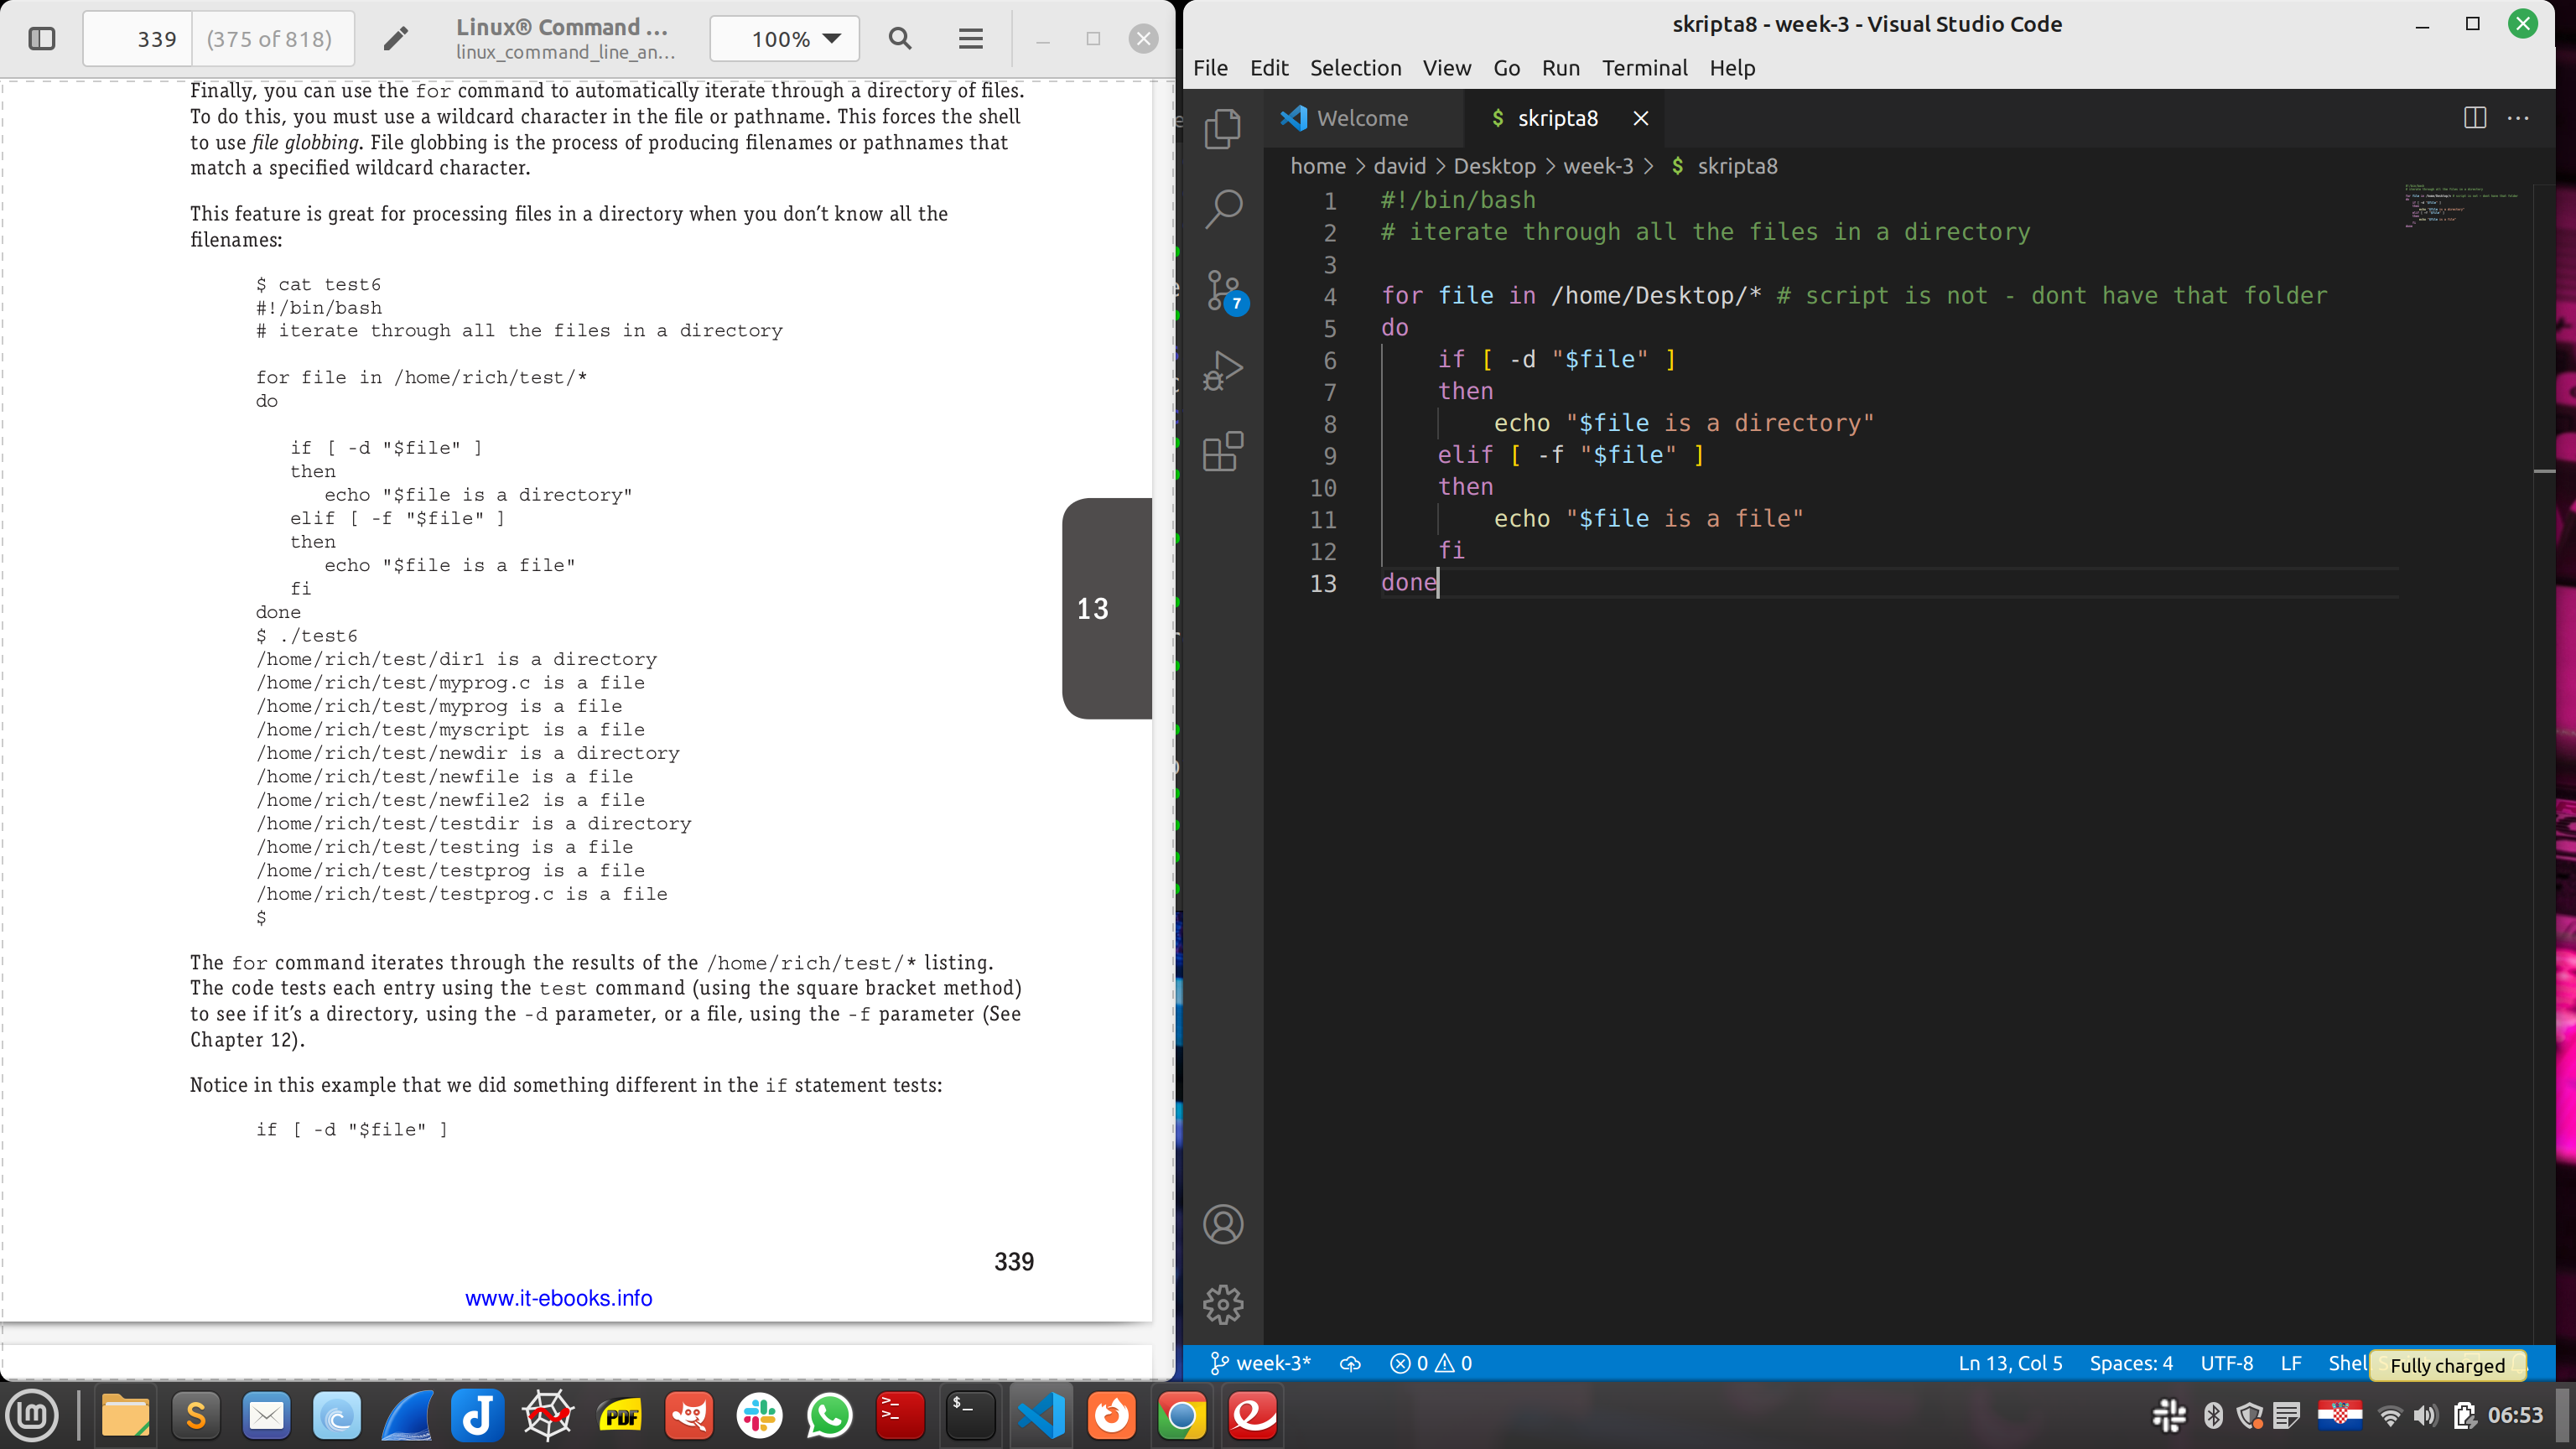 339
(375 of 818)
Linux® Command ...
linux_command_line_an...
100%
Finally, you can use the for command to automatically iterate through a directory of files.
To do this, you must use a wildcard character in the file or pathname. This forces the shell
to use file globbing. File globbing is the process of producing filenames or pathnames that
match a specified wildcard character.
This feature is great for processing files in a directory when you don't know all the
filenames:
$ cat test6
#!/bin/bash
# iterate through all the files in a directory
for file in /home/rich/test/*
do
if [ -d "$file" ]
then
echo "$file is a directory"
elif [ -f "$file" ]
then
echo "$file is a file"
fi
done
$ ./test6
/home/rich/test/dir1 is a directory
/home/rich/test/myprog.c is a file
/home/rich/test/myprog is a file
/home/rich/test/myscript is a file
/home/rich/test/newdir is a directory
/home/rich/test/newfile is a file
/home/rich/test/newfile2 is a file
/home/rich/test/testdir is a directory
/home/rich/test/testing is a file
/home/rich/test/testprog is a file
/home/rich/test/testprog.c is a file
$
13
The for command iterates through the results of the /home/rich/test/* listing.
The code tests each entry using the test command (using the square bracket method)
to see if it's a directory, using the -d parameter, or a file, using the -f parameter (See
Chapter 12).
Notice in this example that we did something different in the if statement tests:
if [ -d "$file" ]
339
www.it-ebooks.info
skripta8 - week-3 - Visual Studio Code
File Edit Selection View Go Run Terminal Help
Welcome
$ skripta8
home > david > Desktop > week-3 > $ skripta8
7
1 #!/bin/bash
2 # iterate through all the files in a directory
3
4 for file in /home/Desktop/* # script is not - dont have that folder
5 do
6 if [ -d "$file" ]
7 then
8 echo "$file is a directory"
9 elif [ -f "$file" ]
10 then
11 echo "$file is a file"
12 fi
13 done
week-3* 0 0
Ln 13, Col 5 Spaces: 4 UTF-8 LF Shel
Fully charged
S
PDF
$_
06:53